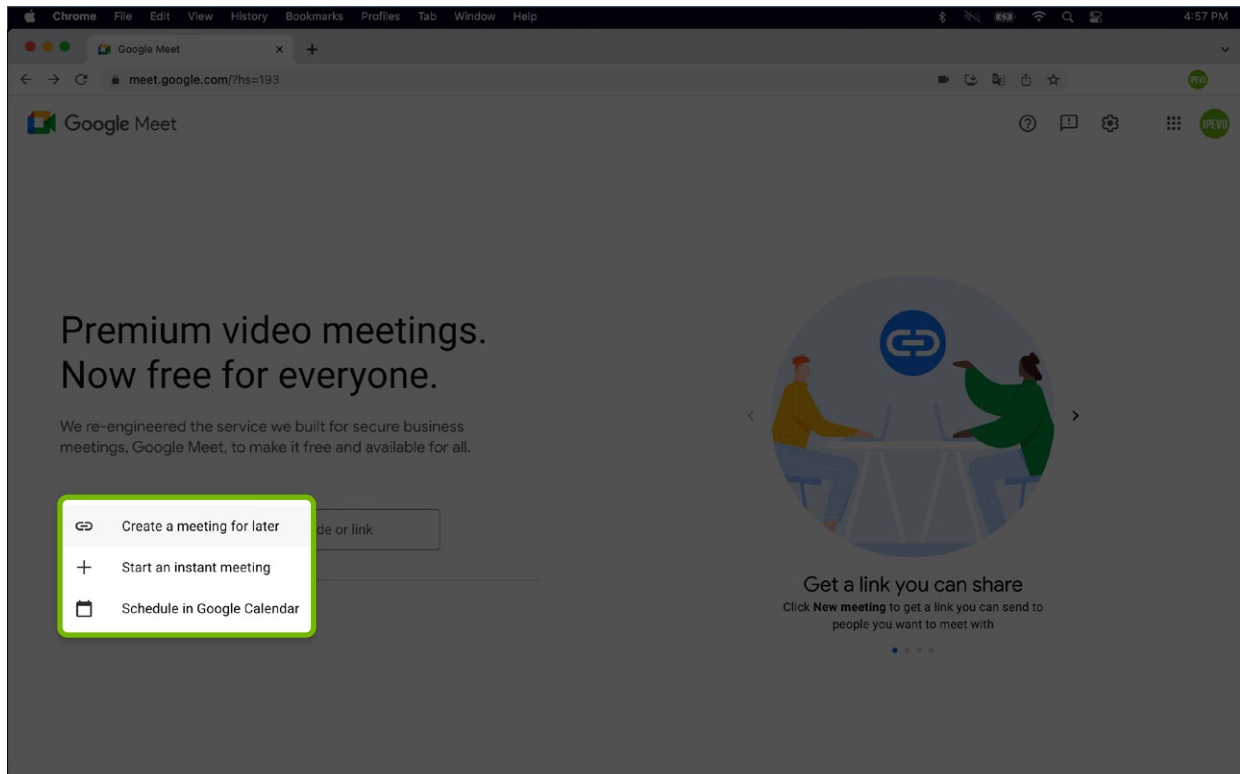 Chrome File Edit View History Bookmarks Profiles Tab Window Help 4:57 PM
Google Meet
meet.google.com/?hs=193
Google Meet
IPEVO
Premium video meetings.
Now free for everyone.
We re-engineered the service we built for secure business
meetings, Google Meet, to make it free and available for all.
Create a meeting for later
de or link
Start an instant meeting
Schedule in Google Calendar
Get a link you can share
Click New meeting to get a link you can send to
people you want to meet with